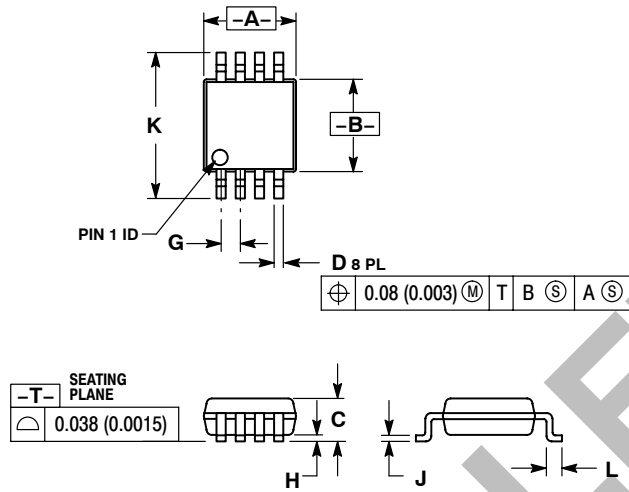 –A–
K
–B–
PIN 1 ID
G
D 8 PL
⌖ 0.08 (0.003) Ⓜ T B Ⓢ A Ⓢ
–T– SEATING PLANE
⌓ 0.038 (0.0015)
C
H
J
L